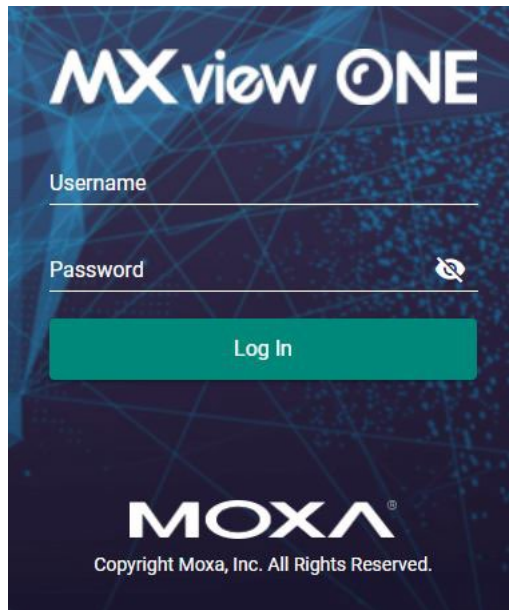 MXview ONE
Username
Password
Log In
MOXA®
Copyright Moxa, Inc. All Rights Reserved.